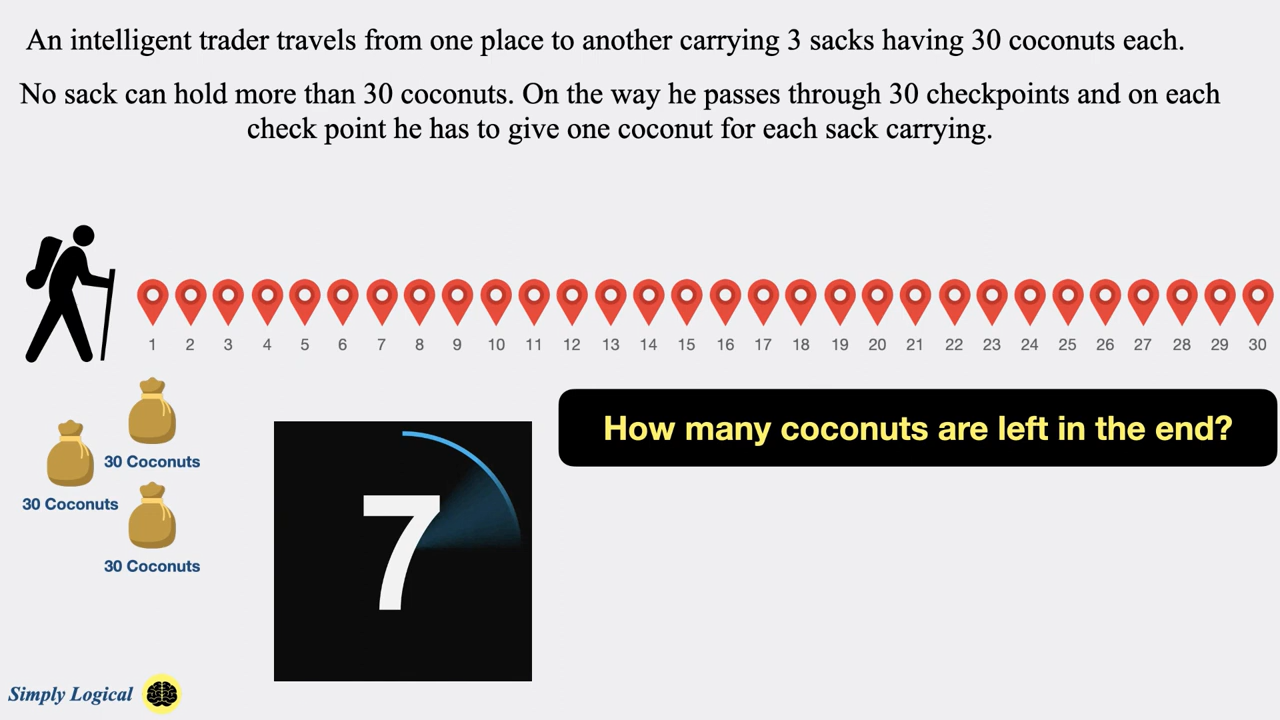 An intelligent trader travels from one place to another carrying 3 sacks having 30 coconuts each.
No sack can hold more than 30 coconuts. On the way he passes through 30 checkpoints and on each
check point he has to give one coconut for each sack carrying.
1 2 3 4 5 6 7 8 9 10 11 12 13 14 15 16 17 18 19 20 21 22 23 24 25 26 27 28 29 30
How many coconuts are left in the end?
30 Coconuts
30 Coconuts
30 Coconuts
7
Simply Logical